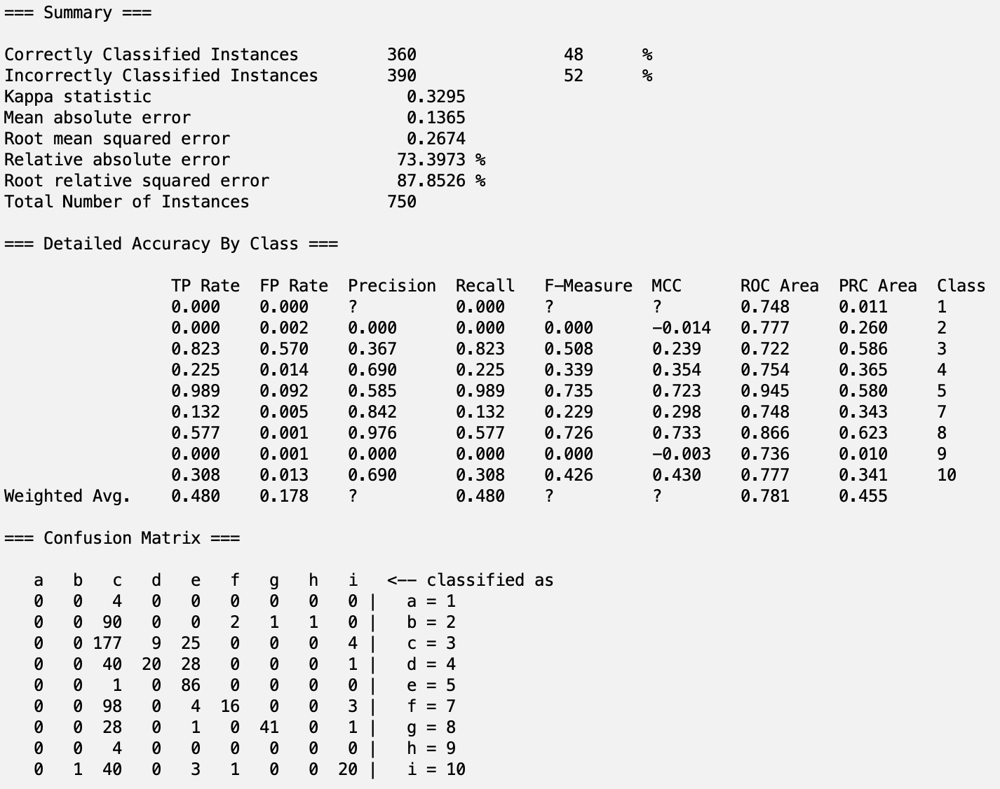 === Summary ===
Correctly Classified Instances 360 48 %
Incorrectly Classified Instances 390 52 %
Kappa statistic 0.3295
Mean absolute error 0.1365
Root mean squared error 0.2674
Relative absolute error 73.3973 %
Root relative squared error 87.8526 %
Total Number of Instances 750
=== Detailed Accuracy By Class ===
TP Rate FP Rate Precision Recall F-Measure MCC ROC Area PRC Area Class
0.000 0.000 ? 0.000 ? ? 0.748 0.011 1
0.000 0.002 0.000 0.000 0.000 -0.014 0.777 0.260 2
0.823 0.570 0.367 0.823 0.508 0.239 0.722 0.586 3
0.225 0.014 0.690 0.225 0.339 0.354 0.754 0.365 4
0.989 0.092 0.585 0.989 0.735 0.723 0.945 0.580 5
0.132 0.005 0.842 0.132 0.229 0.298 0.748 0.343 7
0.577 0.001 0.976 0.577 0.726 0.733 0.866 0.623 8
0.000 0.001 0.000 0.000 0.000 -0.003 0.736 0.010 9
0.308 0.013 0.690 0.308 0.426 0.430 0.777 0.341 10
Weighted Avg. 0.480 0.178 ? 0.480 ? ? 0.781 0.455
=== Confusion Matrix ===
a b c d e f g h i <-- classified as
0 0 4 0 0 0 0 0 0 | a = 1
0 0 90 0 0 2 1 1 0 | b = 2
0 0 177 9 25 0 0 0 4 | c = 3
0 0 40 20 28 0 0 0 1 | d = 4
0 0 1 0 86 0 0 0 0 | e = 5
0 0 98 0 4 16 0 0 3 | f = 7
0 0 28 0 1 0 41 0 1 | g = 8
0 0 4 0 0 0 0 0 0 | h = 9
0 1 40 0 3 1 0 0 20 | i = 10